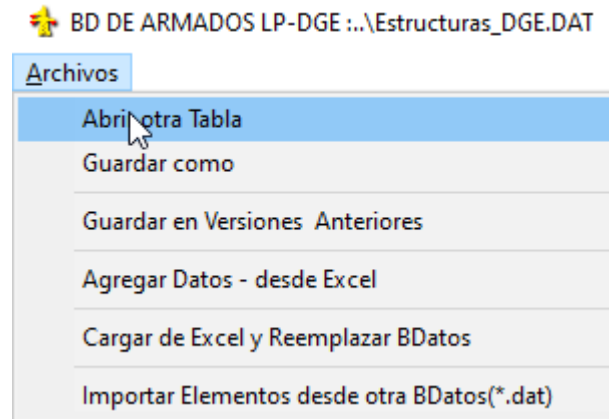 BD DE ARMADOS LP-DGE :..\Estructuras_DGE.DAT
Archivos
Abrir otra Tabla
Guardar como
Guardar en Versiones  Anteriores
Agregar Datos - desde Excel
Cargar de Excel y Reemplazar BDatos
Importar Elementos desde otra BDatos(*.dat)